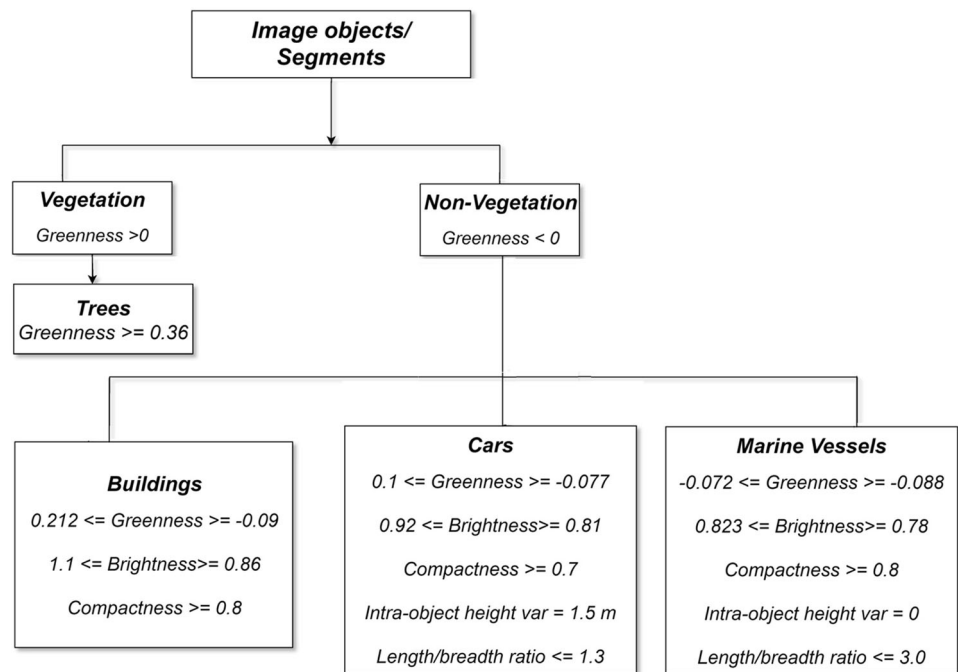 Image objects/
Segments
Vegetation
Greenness >0
Non-Vegetation
Greenness < 0
Trees
Greenness >= 0.36
Buildings
0.212 <= Greenness >= -0.09
1.1 <= Brightness>= 0.86
Compactness >= 0.8
Cars
0.1 <= Greenness >= -0.077
0.92 <= Brightness>= 0.81
Compactness >= 0.7
Intra-object height var = 1.5 m
Length/breadth ratio <= 1.3
Marine Vessels
-0.072 <= Greenness >= -0.088
0.823 <= Brightness>= 0.78
Compactness >= 0.8
Intra-object height var = 0
Length/breadth ratio <= 3.0